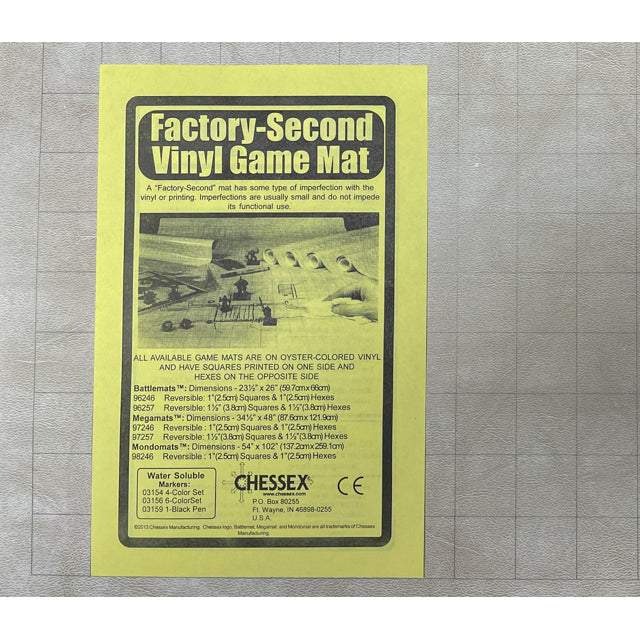 Factory-Second
Vinyl Game Mat
A "Factory-Second" mat has some type of imperfection with the
vinyl or printing. Imperfections are usually small and do not impede
its functional use.
ALL AVAILABLE GAME MATS ARE ON OYSTER-COLORED VINYL
AND HAVE SQUARES PRINTED ON ONE SIDE AND
HEXES ON THE OPPOSITE SIDE
Battlemats™: Dimensions - 23½" x 26" (59.7cm x 66cm)
96246 Reversible: 1"(2.5cm) Squares & 1"(2.5cm) Hexes
96257 Reversible: 1½" (3.8cm) Squares & 1½"(3.8cm) Hexes
Megamats™: Dimensions - 34½" x 48" (87.6cm x 121.9cm)
97246 Reversible : 1"(2.5cm) Squares & 1"(2.5cm) Hexes
97257 Reversible: 1½"(3.8cm) Squares & 1½"(3.8cm) Hexes
Mondomats™: Dimensions - 54" x 102" (137.2cm x 259.1cm)
98246 Reversible : 1"(2.5cm) Squares & 1"(2.5cm) Hexes
Water Soluble
Markers:
03154 4-Color Set
03156 6-ColorSet
03159 1-Black Pen
CHESSEX
www.chessex.com
P.O. Box 80255
Ft. Wayne, IN 46898-0255
U.S.A.
CE
©2013 Chessex Manufacturing. Chessex logo, Battlemat, Megamat, and Mondomat are all trademarks of Chessex
Manufacturing.